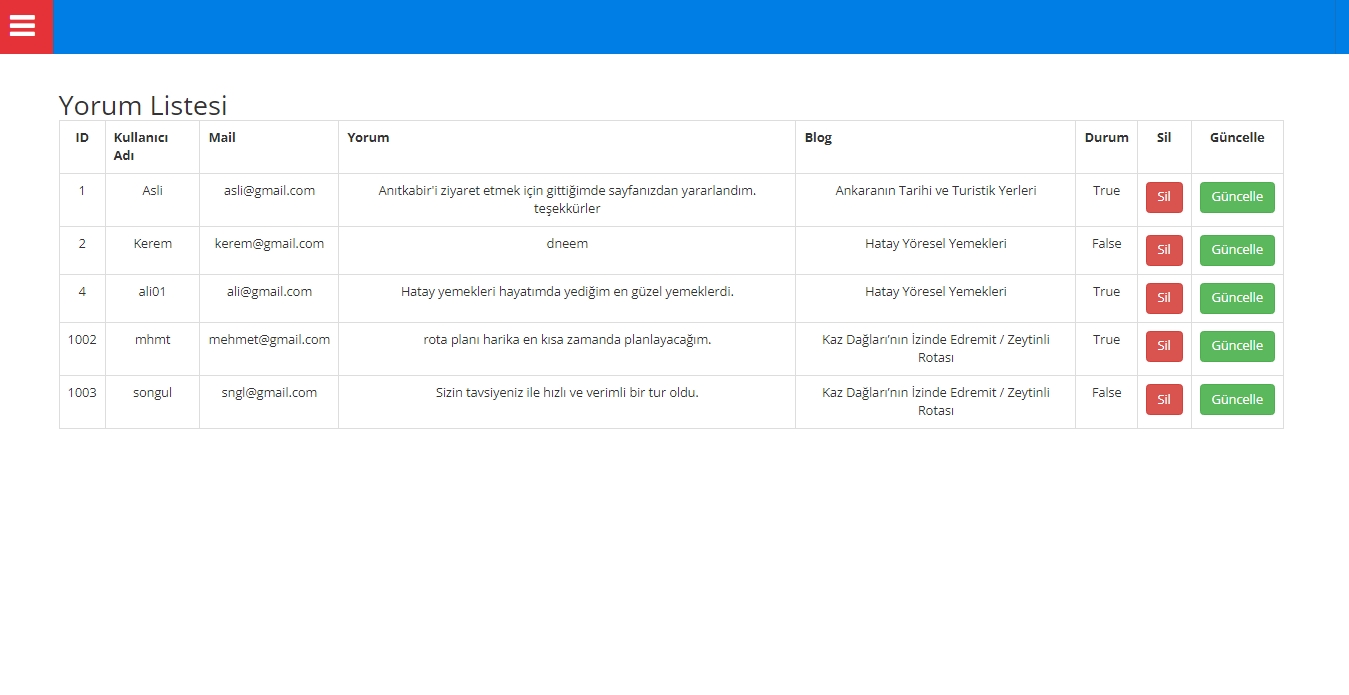 Yorum Listesi
ID Kullanıcı Adı Mail Yorum Blog Durum Sil Güncelle
1 Asli asli@gmail.com Anıtkabir'i ziyaret etmek için gittiğimde sayfanızdan yararlandım. teşekkürler Ankaranın Tarihi ve Turistik Yerleri True Sil Güncelle
2 Kerem kerem@gmail.com dneem Hatay Yöresel Yemekleri False Sil Güncelle
4 ali01 ali@gmail.com Hatay yemekleri hayatımda yediğim en güzel yemeklerdi. Hatay Yöresel Yemekleri True Sil Güncelle
1002 mhmt mehmet@gmail.com rota planı harika en kısa zamanda planlayacağım. Kaz Dağları’nın İzinde Edremit / Zeytinli Rotası True Sil Güncelle
1003 songul sngl@gmail.com Sizin tavsiyeniz ile hızlı ve verimli bir tur oldu. Kaz Dağları’nın İzinde Edremit / Zeytinli Rotası False Sil Güncelle